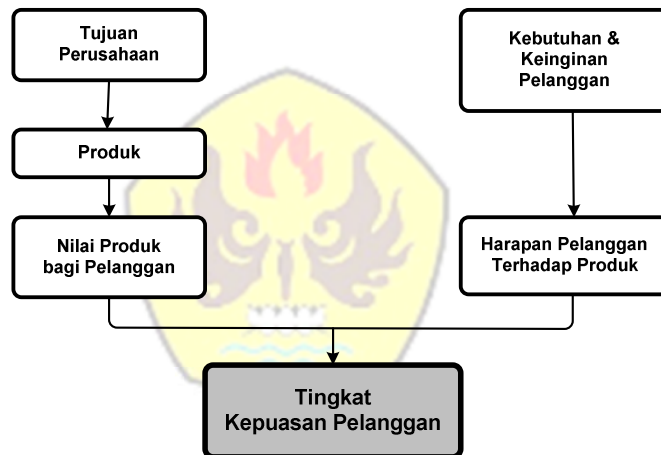 Tujuan
Perusahaan
Kebutuhan &
Keinginan
Pelanggan
Produk
Nilai Produk
bagi Pelanggan
Harapan Pelanggan
Terhadap Produk
Tingkat
Kepuasan Pelanggan